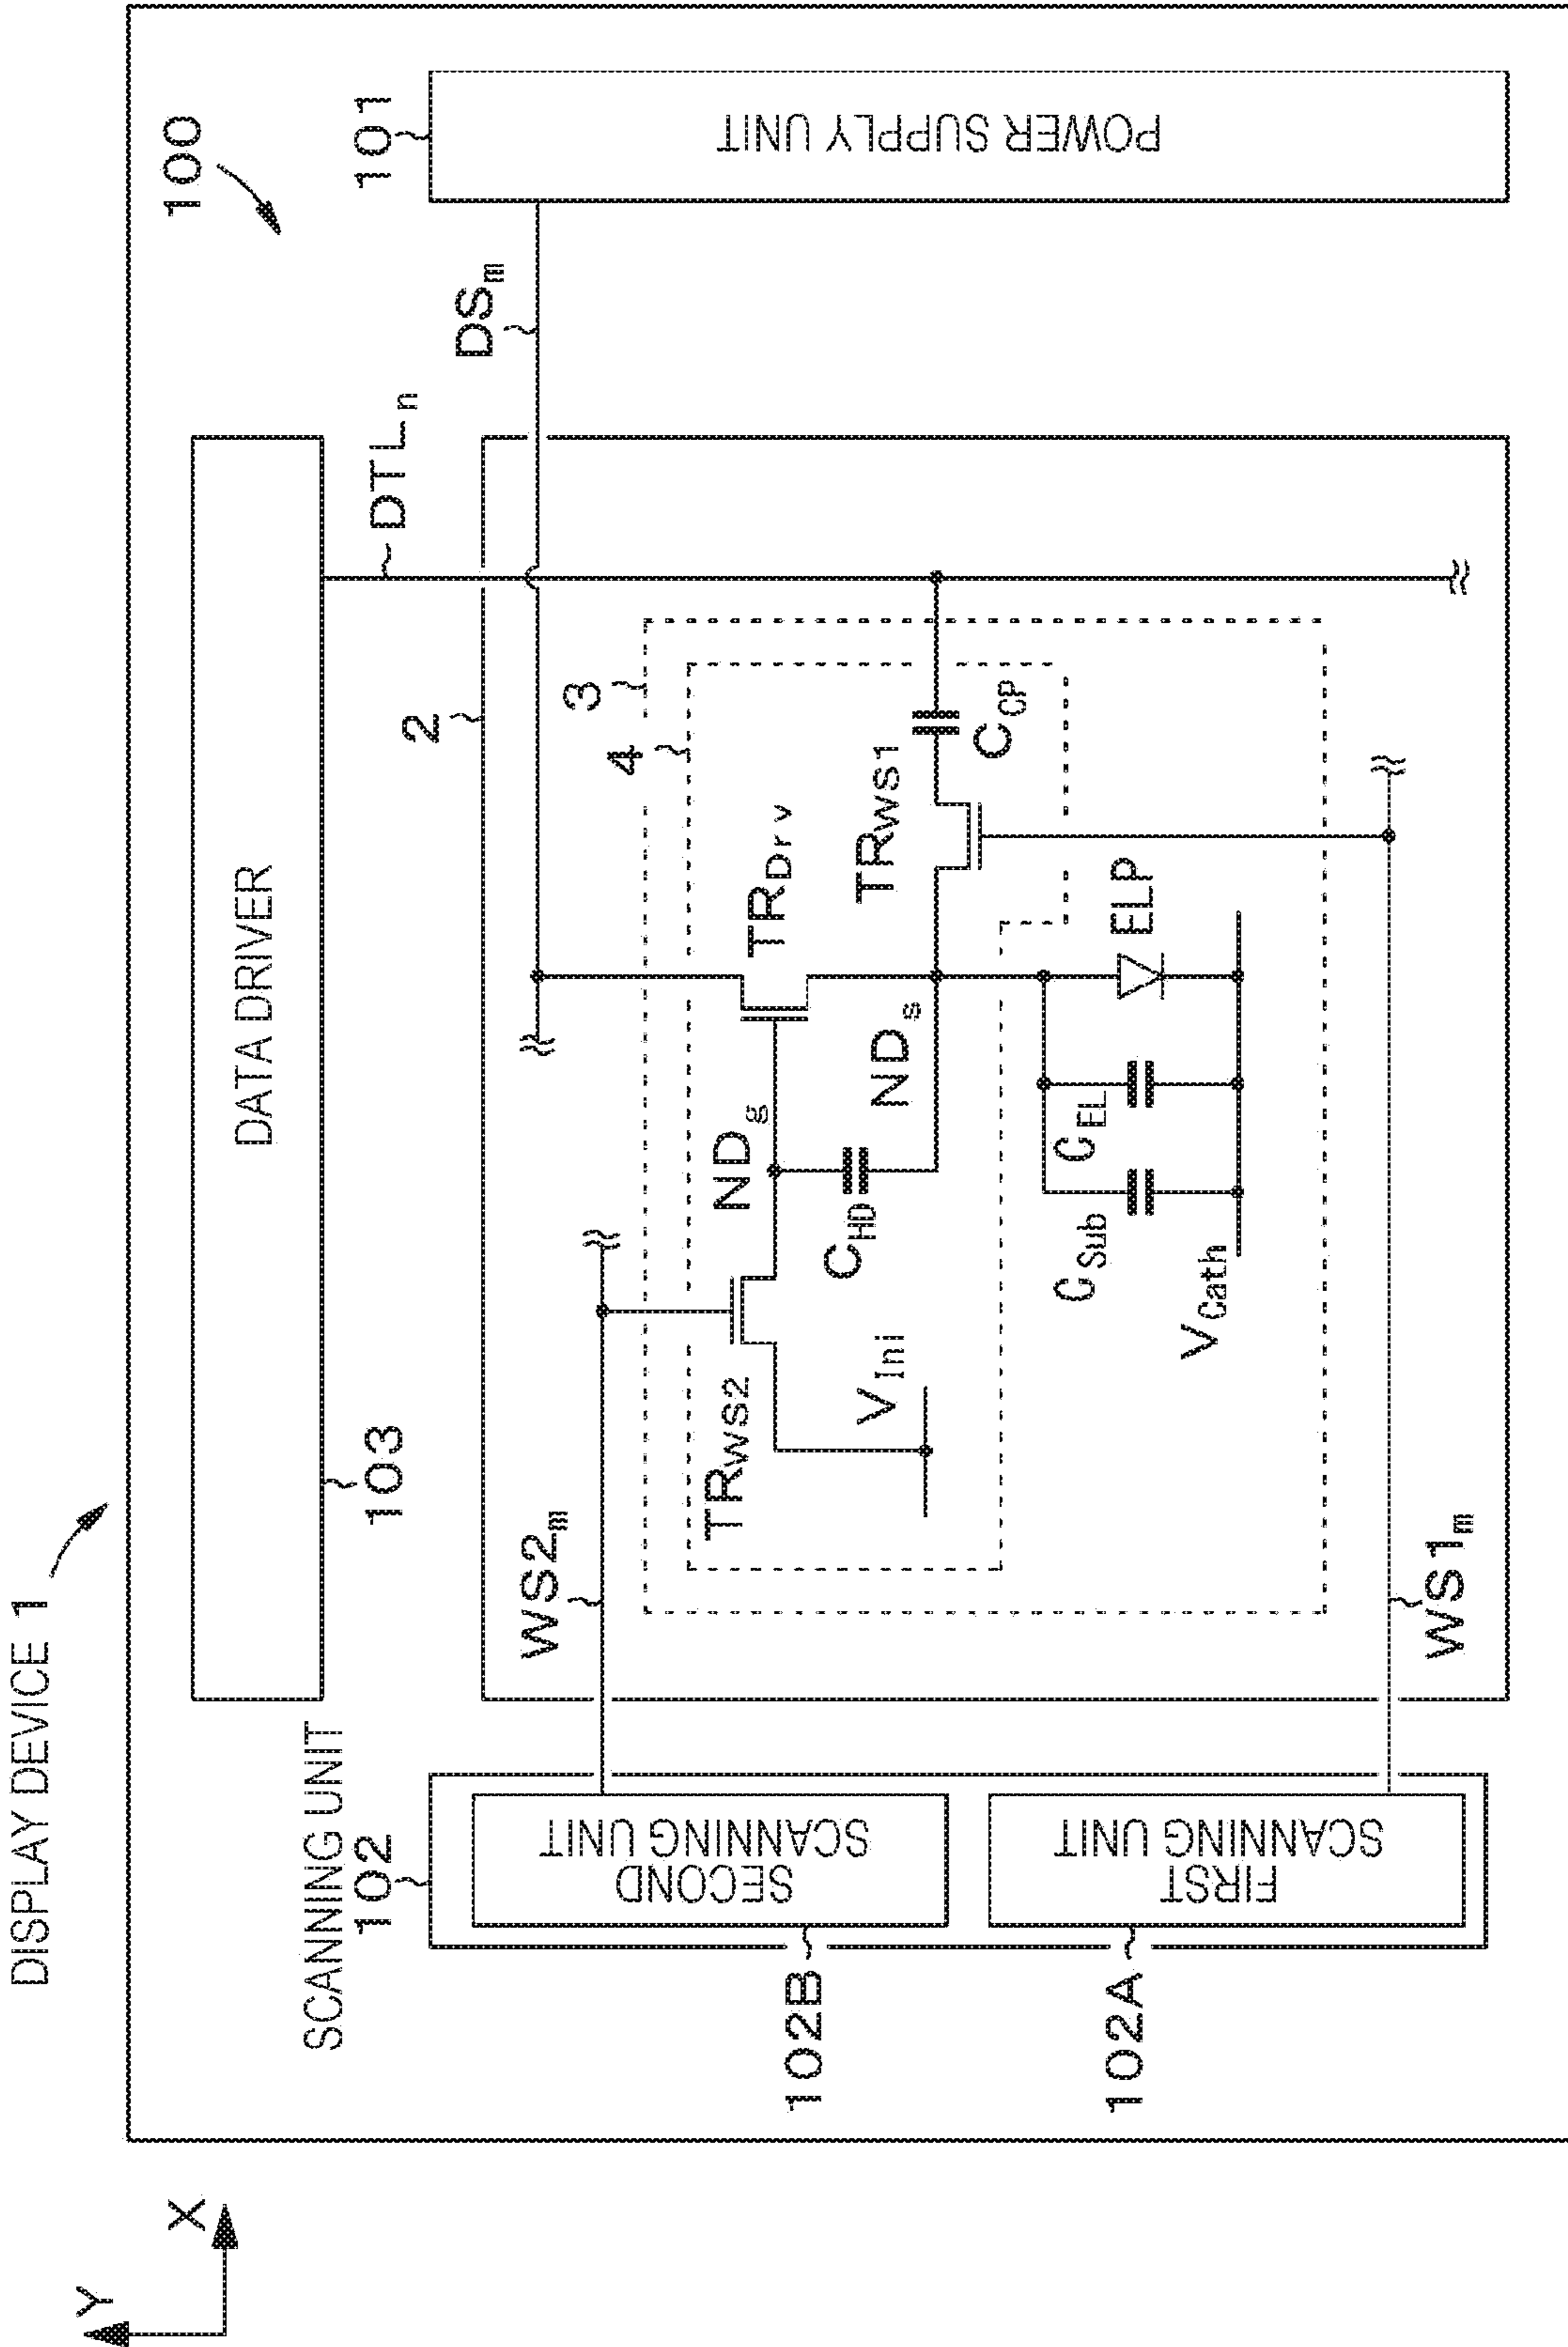 DISPLAY DEVICE 1
100
DATA DRIVER
103
SCANNING UNIT
102
DTLn
DSm
101
POWER SUPPLY UNIT
2
WS2m
3
4
SECOND
SCANNING UNIT
TRWS2
NDg
TRDrv
VIni
CHD
NDs
TRWS1
CCP
102B
FIRST
SCANNING UNIT
CSub
CEL
ELP
VCath
102A
WS1m
Y
X